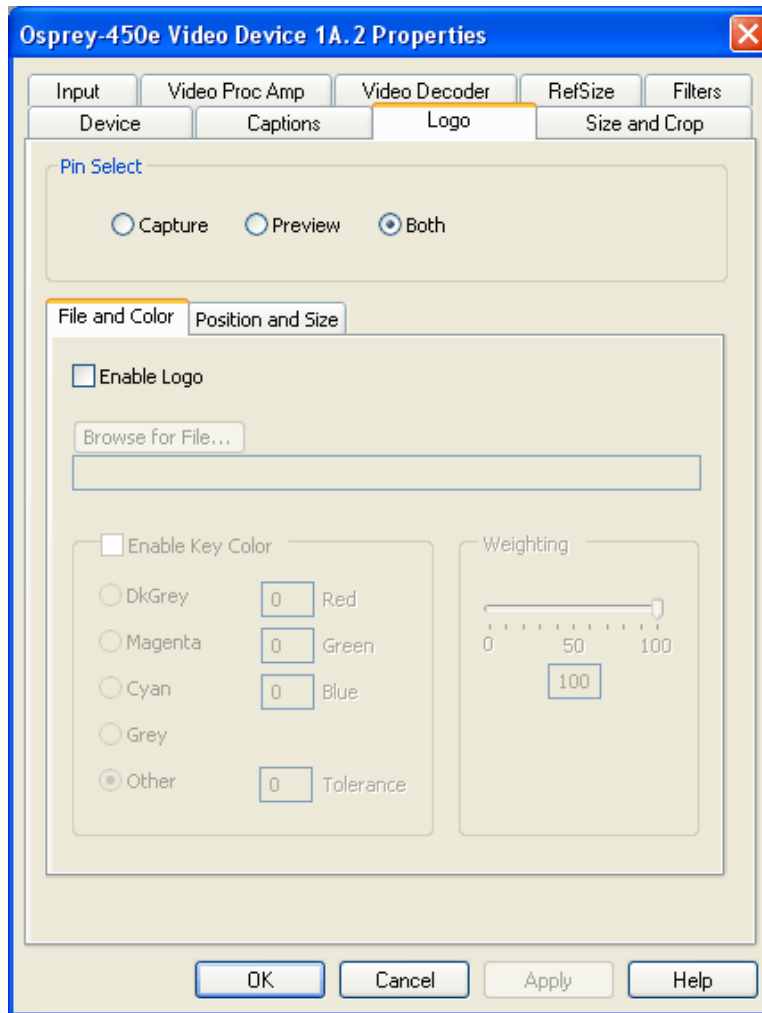 Osprey-450e Video Device 1A.2 Properties
Input Video Proc Amp Video Decoder RefSize Filters
Device Captions Logo Size and Crop
Pin Select
Capture Preview Both
File and Color Position and Size
Enable Logo
Browse for File...
Enable Key Color
DkGrey 0 Red
Magenta 0 Green
Cyan 0 Blue
Grey
Other 0 Tolerance
Weighting
0 50 100
100
OK Cancel Apply Help